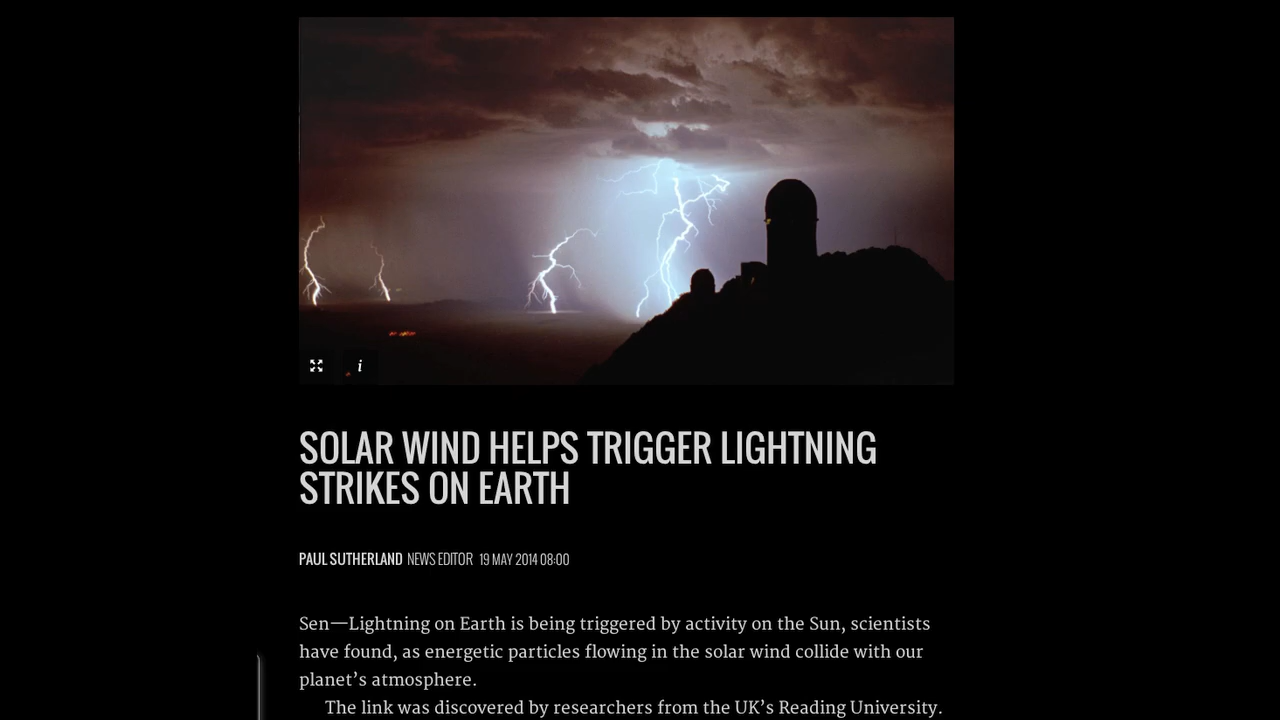 i
SOLAR WIND HELPS TRIGGER LIGHTNING
STRIKES ON EARTH
PAUL SUTHERLAND NEWS EDITOR 19 MAY 2014 08:00
Sen—Lightning on Earth is being triggered by activity on the Sun, scientists
have found, as energetic particles flowing in the solar wind collide with our
planet’s atmosphere.
The link was discovered by researchers from the UK’s Reading University.